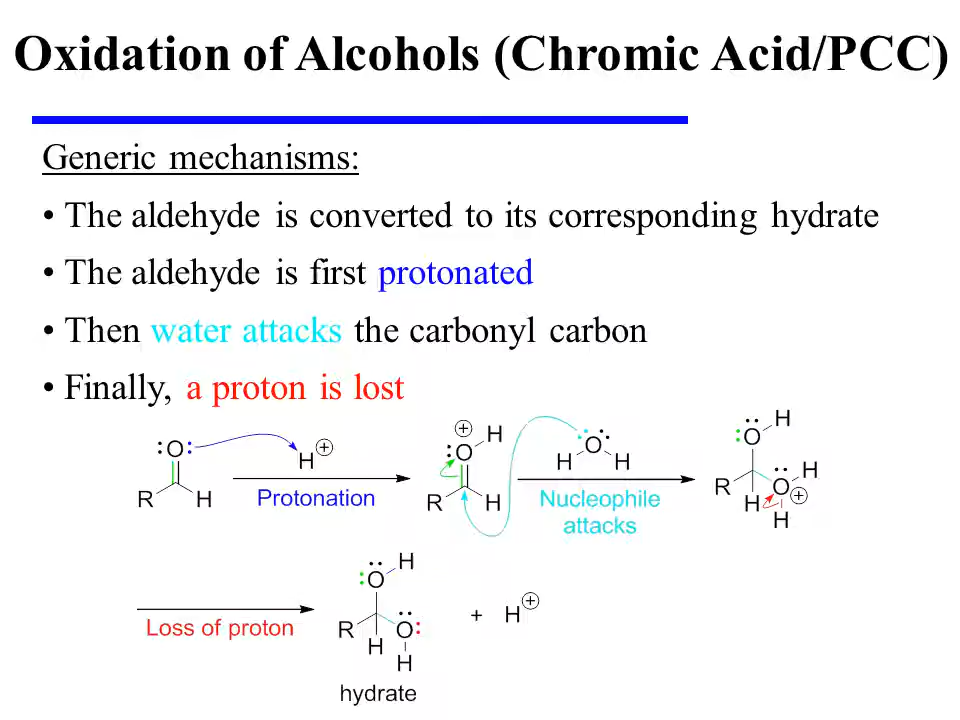 Oxidation of Alcohols (Chromic Acid/PCC)
Generic mechanisms:
• The aldehyde is converted to its corresponding hydrate
• The aldehyde is first protonated
• Then water attacks the carbonyl carbon
• Finally, a proton is lost
O
R H
H +
Protonation
+
O H
R H
O
H H
Nucleophile
attacks
O H
R
H
O H
+
H
Loss of proton
O H
R
H
O
H
hydrate
+ H +